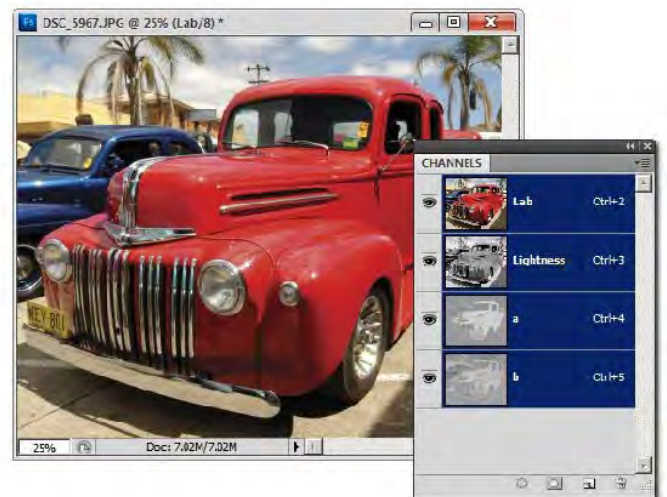 Ps DSC_5967.JPG @ 25% (Lab/8) *
CHANNELS
Lab Ctrl+2
Lightness Ctrl+3
a Ctrl+4
b Ctrl+5
25% Doc: 7.02M/7.02M